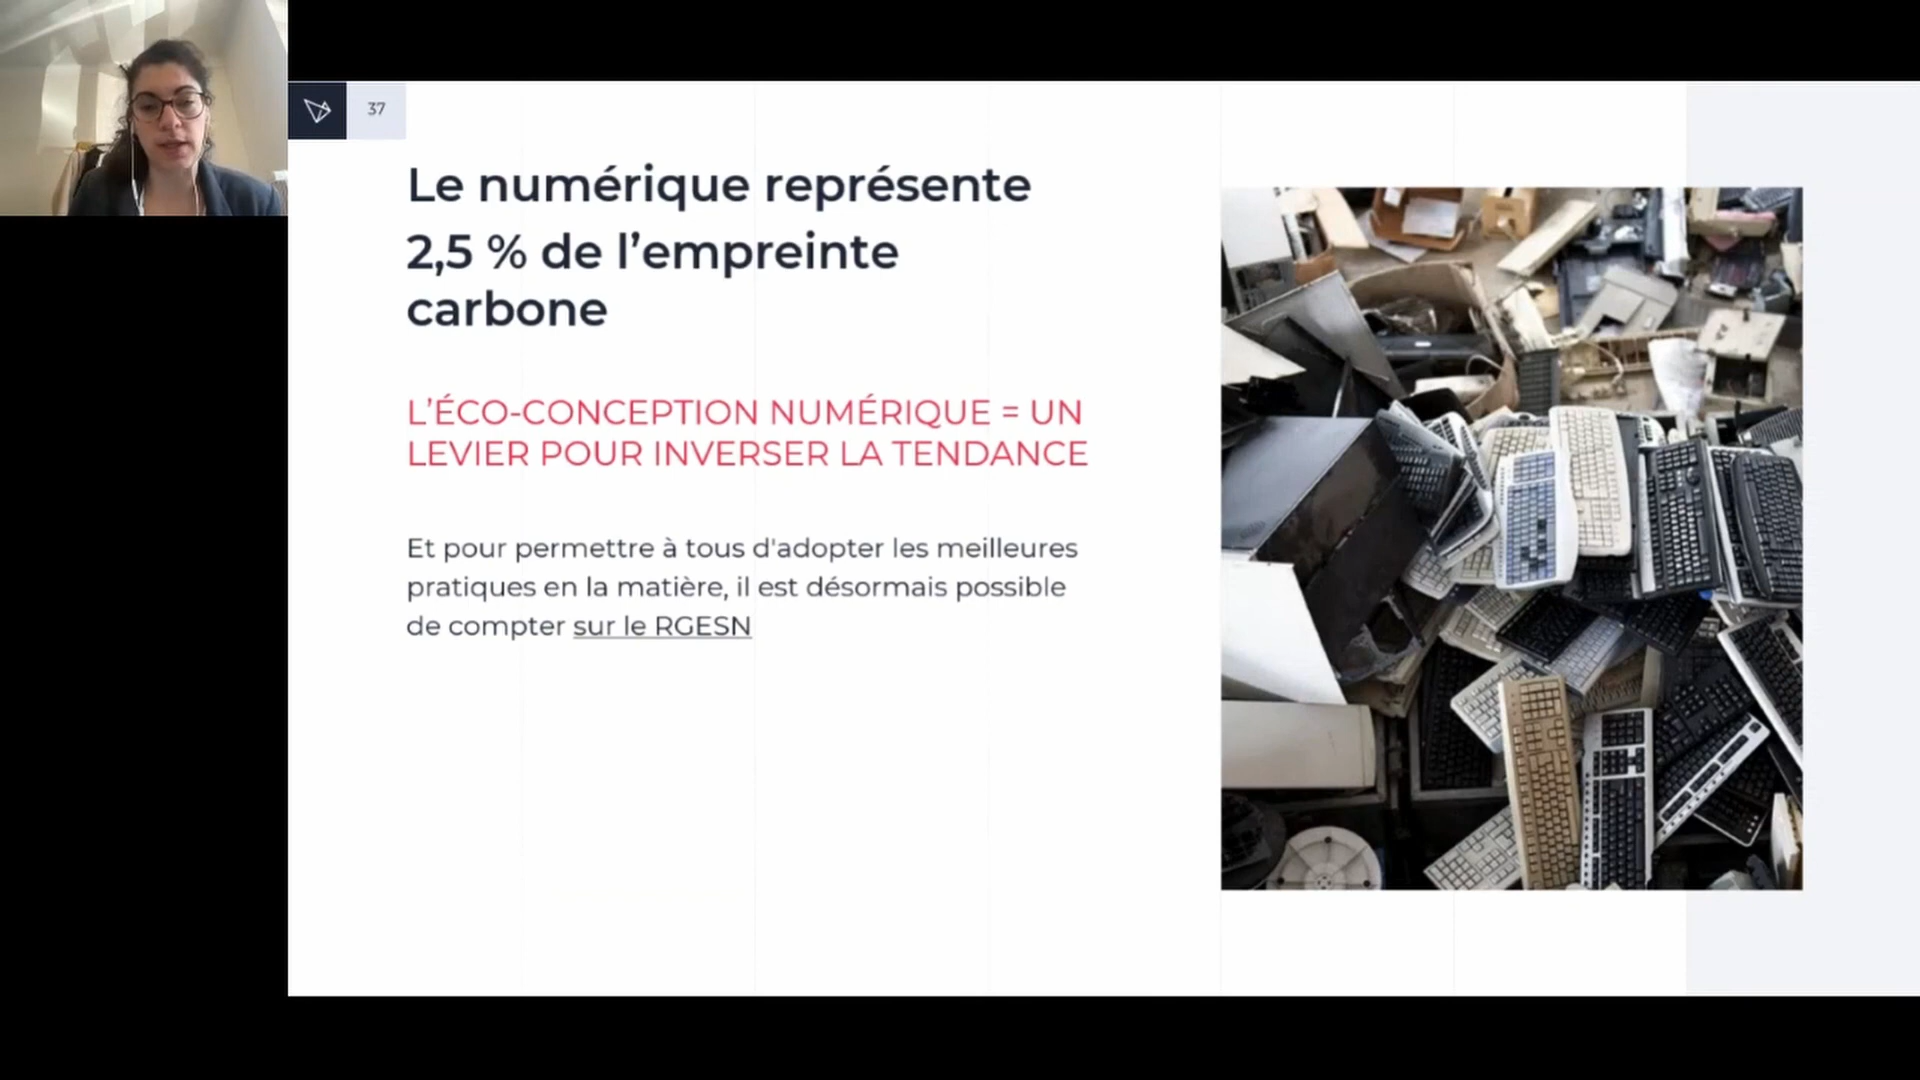 37
Le numérique représente
2,5 % de l’empreinte
carbone
L’ÉCO-CONCEPTION NUMÉRIQUE = UN
LEVIER POUR INVERSER LA TENDANCE
Et pour permettre à tous d'adopter les meilleures
pratiques en la matière, il est désormais possible
de compter sur le RGESN